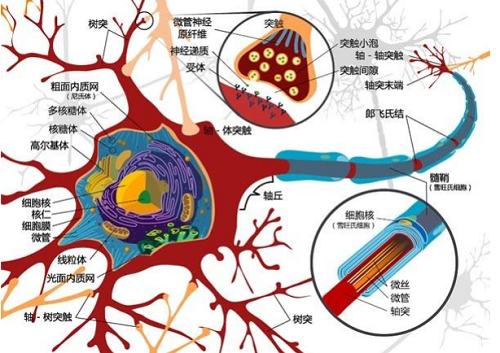 树突
微管神经
原纤维
神经递质
受体
突触
突触小泡
轴 - 轴突触
突触间隙
轴突末端
粗面内质网
(尼氏体)
多核糖体
核糖体
高尔基体
轴 - 体突触
郎飞氏结
髓鞘
(雪旺氏细胞)
轴丘
细胞核
核仁
细胞膜
微管
线粒体
光面内质网
轴 - 树突触
树突
细胞核
(雪旺氏细胞)
微丝
微管
轴突